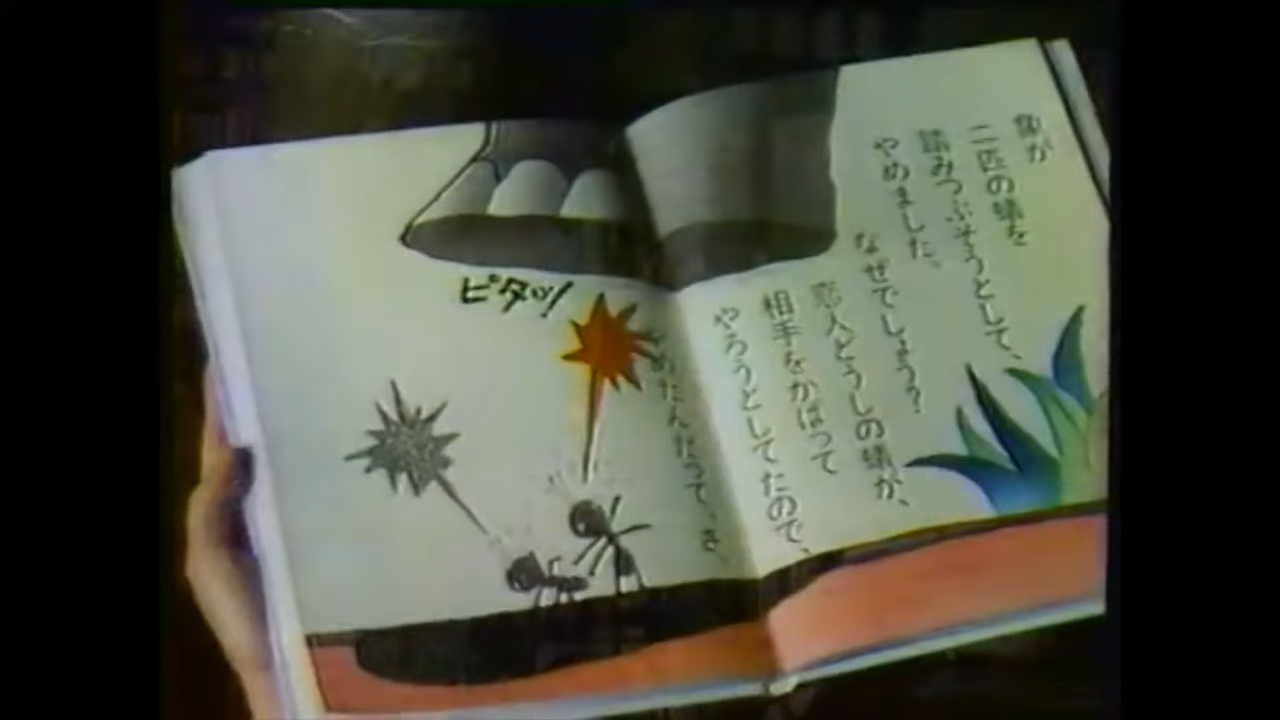 象が
二匹の蟻を
踏みつぶそうとして、
やめました、
なぜでしょう？
恋人どうしの蟻が、
相手をかばって
やろうとしてたので、
やめたんだって、さ、
ピタッ